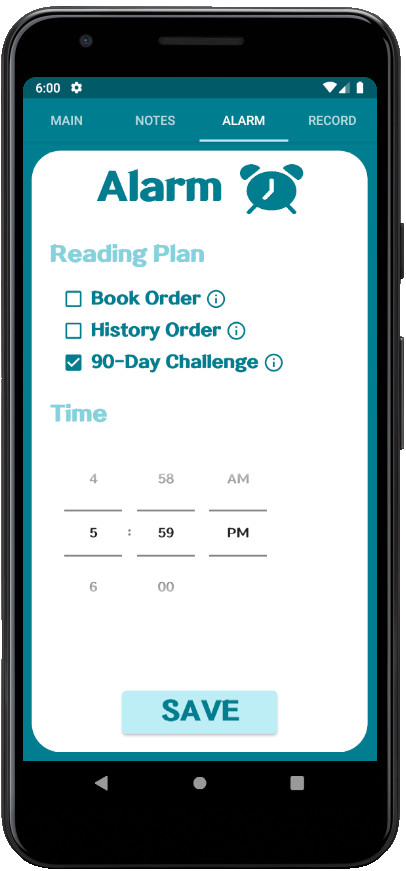 6:00
MAIN NOTES ALARM RECORD
Alarm
Reading Plan
Book Order
History Order
90-Day Challenge
Time
4 58 AM
5 : 59 PM
6 00
SAVE